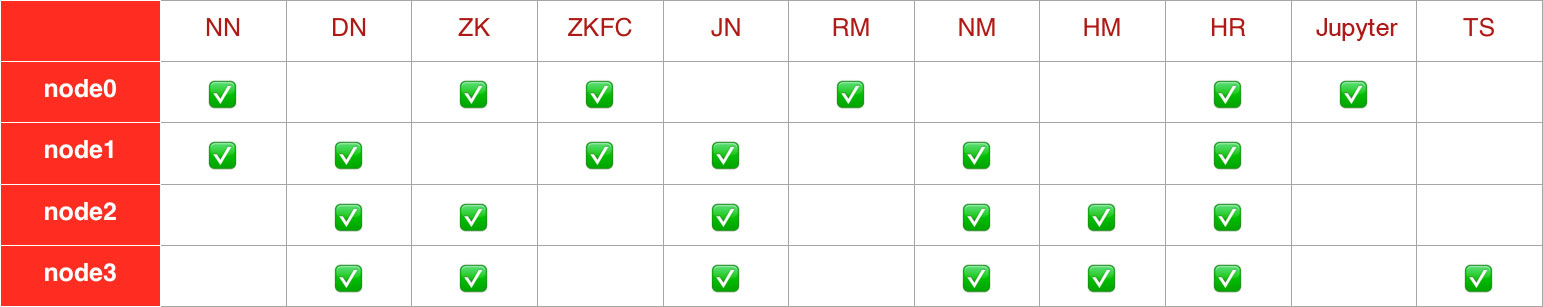 NN DN ZK ZKFC JN RM NM HM HR Jupyter TS
node0 ✅ ✅ ✅ ✅ ✅ ✅
node1 ✅ ✅ ✅ ✅ ✅ ✅
node2 ✅ ✅ ✅ ✅ ✅ ✅
node3 ✅ ✅ ✅ ✅ ✅ ✅ ✅